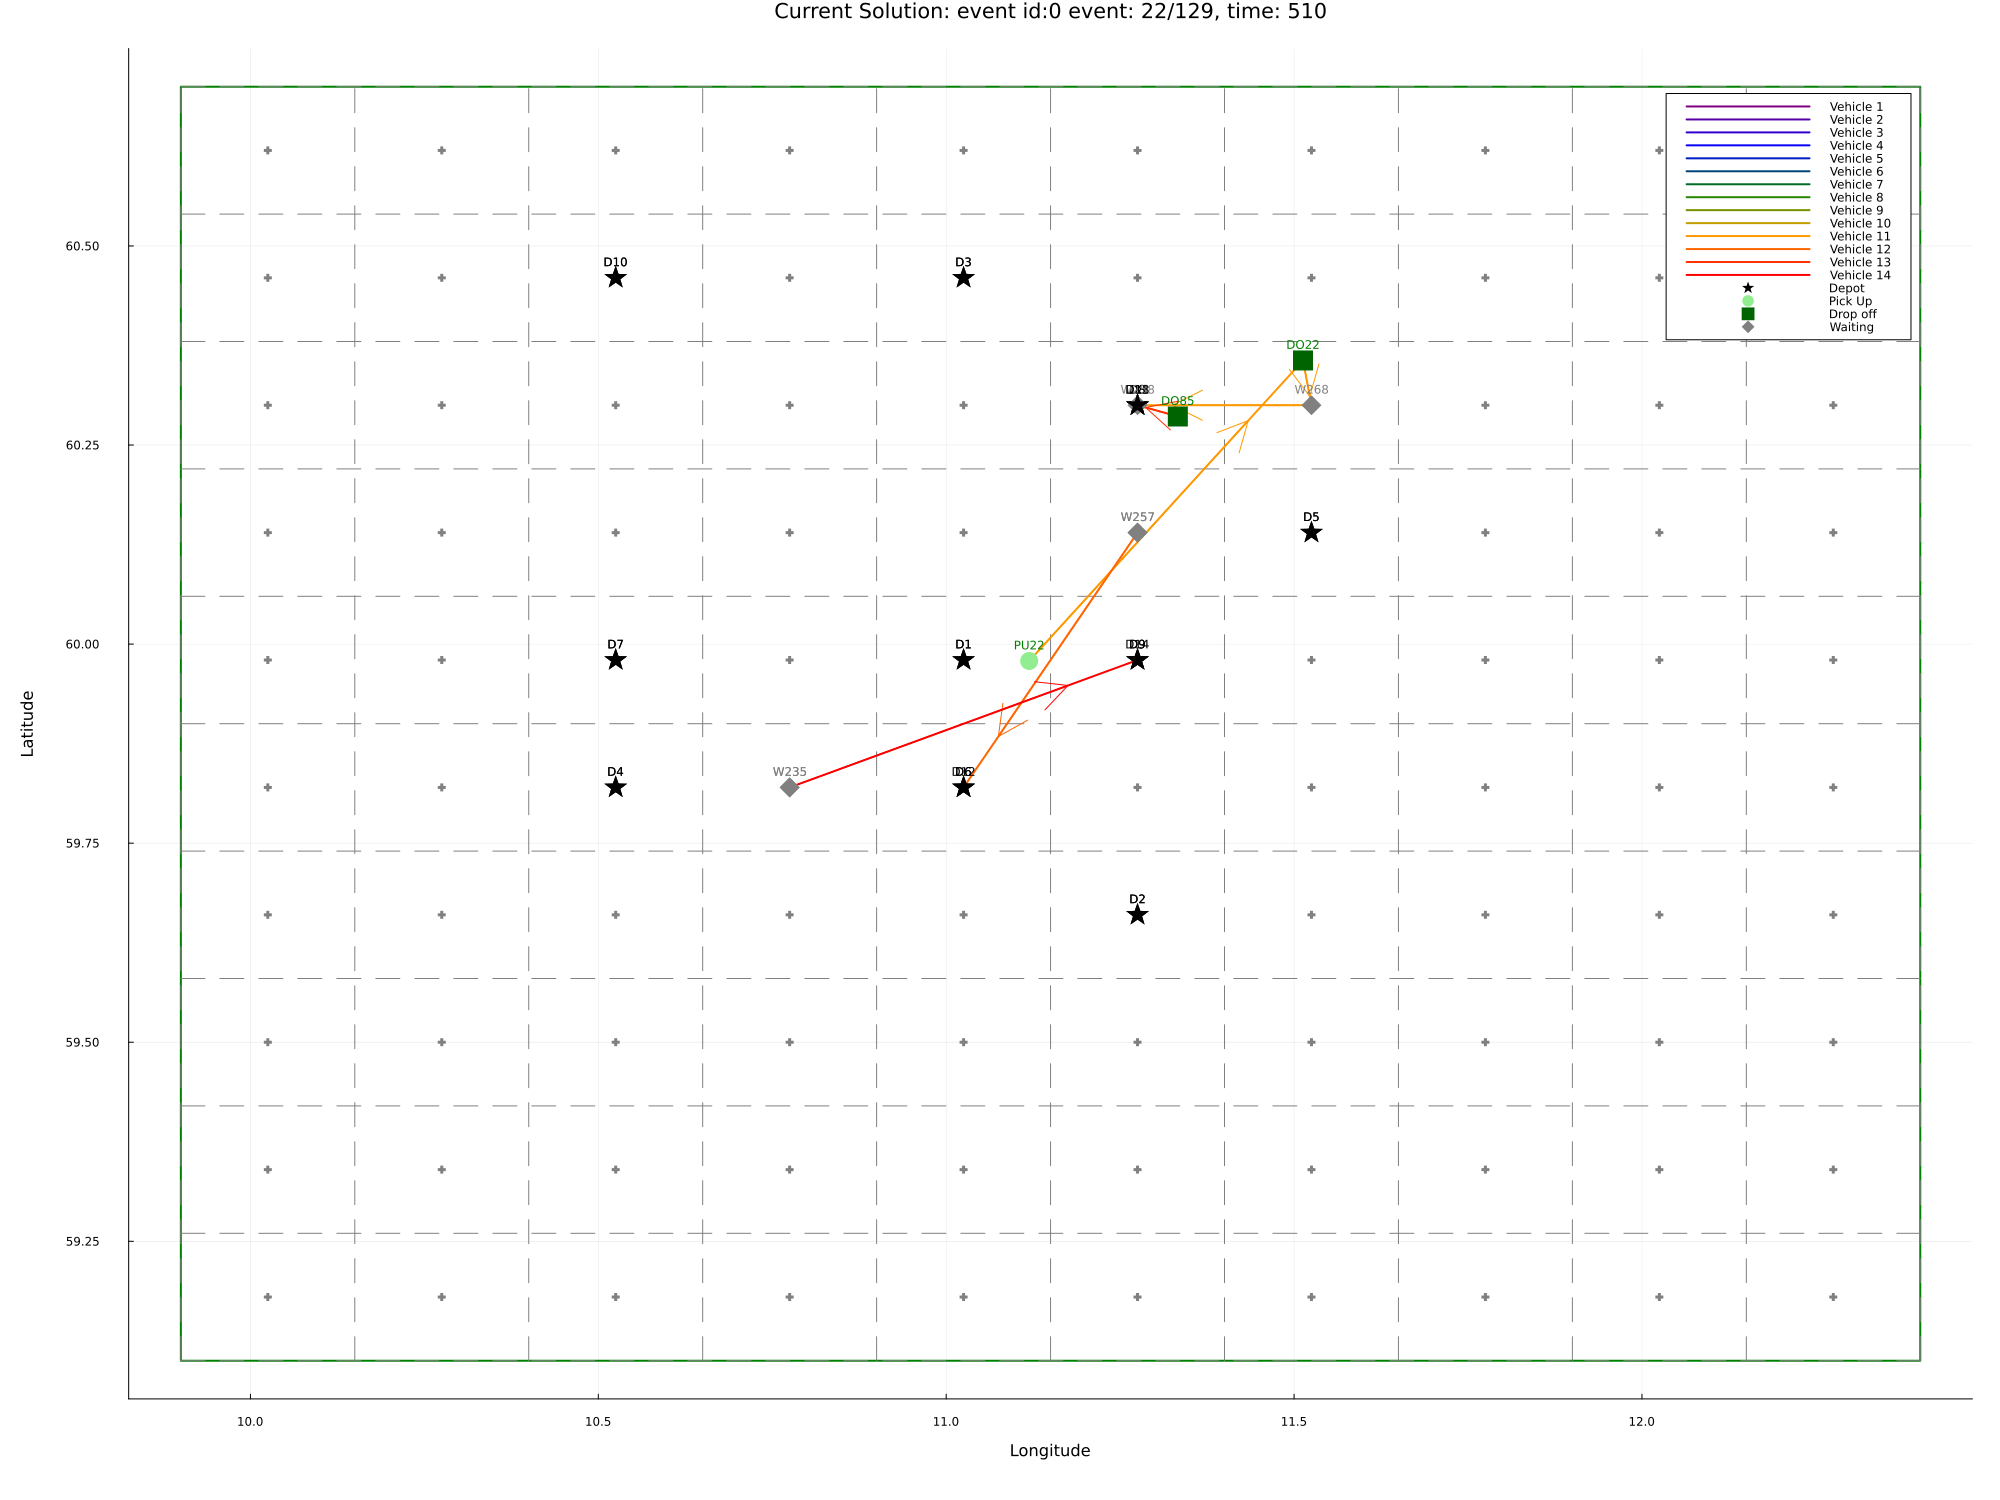 Current Solution: event id:0 event: 22/129, time: 510
Vehicle 1
Vehicle 2
Vehicle 3
Vehicle 4
Vehicle 5
Vehicle 6
Vehicle 7
Vehicle 8
Vehicle 9
Vehicle 10
Vehicle 11
Vehicle 12
Vehicle 13
Vehicle 14
Depot
Pick Up
Drop off
Waiting
60.50
D10
D3
DO22
W268
DO85
60.25
W257
D5
60.00
D7
D1
PU22
D4
W235
59.75
D2
59.50
59.25
10.0
10.5
11.0
11.5
12.0
Latitude
Longitude